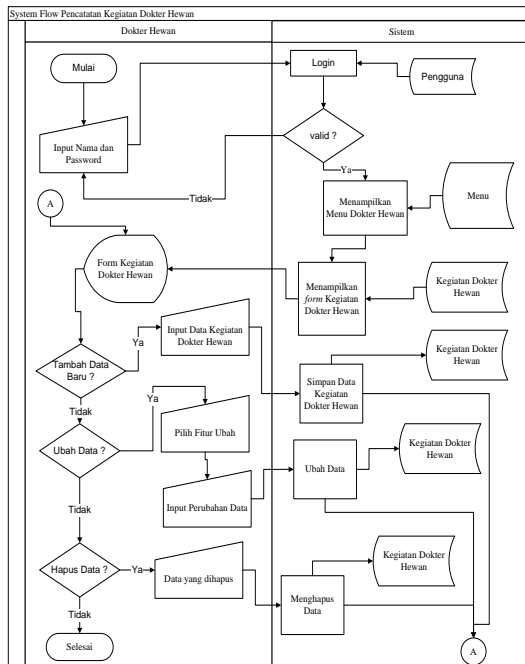 System Flow Pencatatan Kegiatan Dokter Hewan
Dokter Hewan
Sistem
Mulai
Login
Pengguna
Input Nama dan
Password
valid ?
Tidak
Ya
A
Menampilkan
Menu Dokter Hewan
Menu
Form Kegiatan
Dokter Hewan
Menampilkan
form Kegiatan
Dokter Hewan
Kegiatan Dokter
Hewan
Tambah Data
Baru ?
Ya
Input Data Kegiatan
Dokter Hewan
Simpan Data
Kegiatan
Dokter Hewan
Kegiatan Dokter
Hewan
Tidak
Ubah Data ?
Ya
Pilih Fitur Ubah
Input Perubahan Data
Ubah Data
Kegiatan Dokter
Hewan
Tidak
Hapus Data ?
Ya
Data yang dihapus
Menghapus
Data
Kegiatan Dokter
Hewan
Tidak
Selesai
A